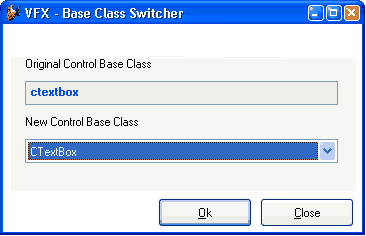 VFX - Base Class Switcher
Original Control Base Class
ctextbox
New Control Base Class
CTextBox
Ok
Close